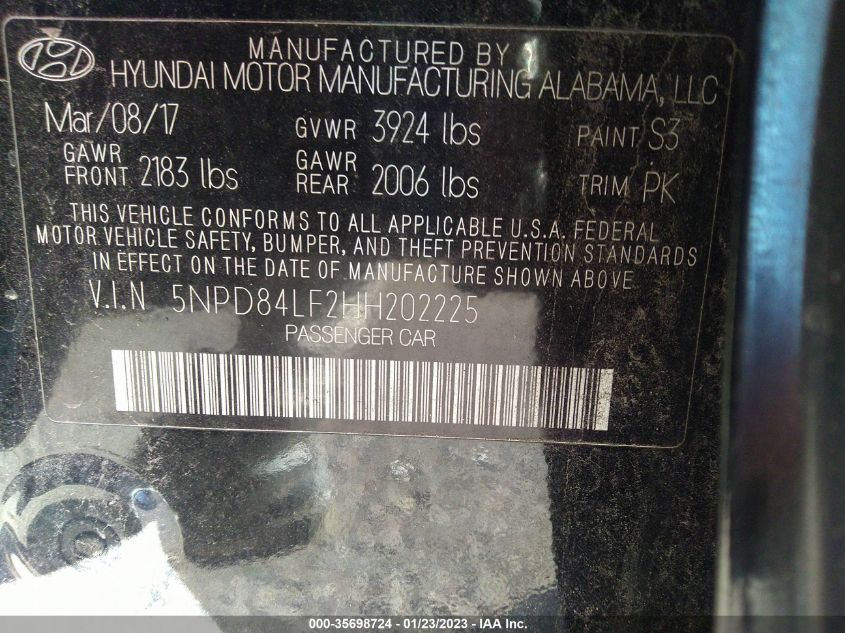 MANUFACTURED BY
HYUNDAI MOTOR MANUFACTURING ALABAMA, LLC
Mar/08/17 GVWR 3924 lbs PAINT S3
GAWR FRONT 2183 lbs GAWR REAR 2006 lbs TRIM PK
THIS VEHICLE CONFORMS TO ALL APPLICABLE U.S.A. FEDERAL
MOTOR VEHICLE SAFETY, BUMPER, AND THEFT PREVENTION STANDARDS
IN EFFECT ON THE DATE OF MANUFACTURE SHOWN ABOVE
V.I.N 5NPD84LF2HH202225
PASSENGER CAR
000-35698724 - 01/23/2023 - IAA Inc.